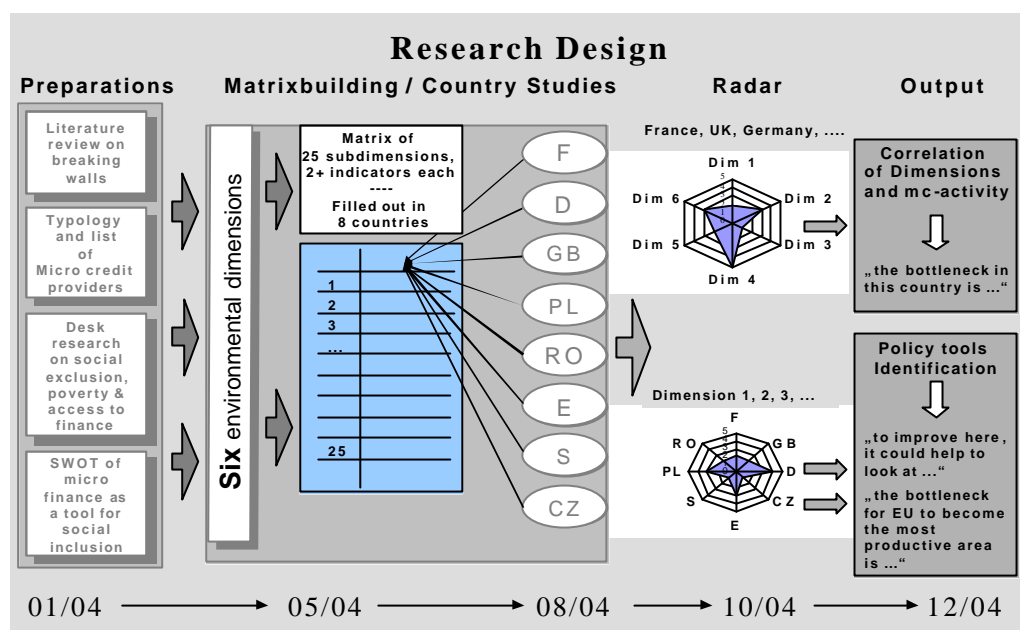 Research Design
Preparations
Matrixbuilding / Country Studies
Radar
Output
Literature
review on
breaking
walls
Typology
and list
of
Micro credit
providers
Desk
research
on social
exclusion,
poverty &
access to
finance
SWOT of
micro
finance as
a tool for
social
inclusion
Six environmental dimensions
Matrix of
25 subdimensions,
2+ indicators each
----
Filled out in
8 countries
1
2
3
...
25
F
D
GB
PL
RO
E
S
CZ
France, UK, Germany, ....
Dim 1
Dim 2
Dim 3
Dim 4
Dim 5
Dim 6
Dimension 1, 2, 3, ...
F
GB
D
CZ
E
S
PL
RO
Correlation
of Dimensions
and mc-activity
„the bottleneck in
this country is ...“
Policy tools
Identification
„to improve here,
it could help to
look at ...“
„the bottleneck
for EU to become
the most
productive area
is ...“
01/04
05/04
08/04
10/04
12/04